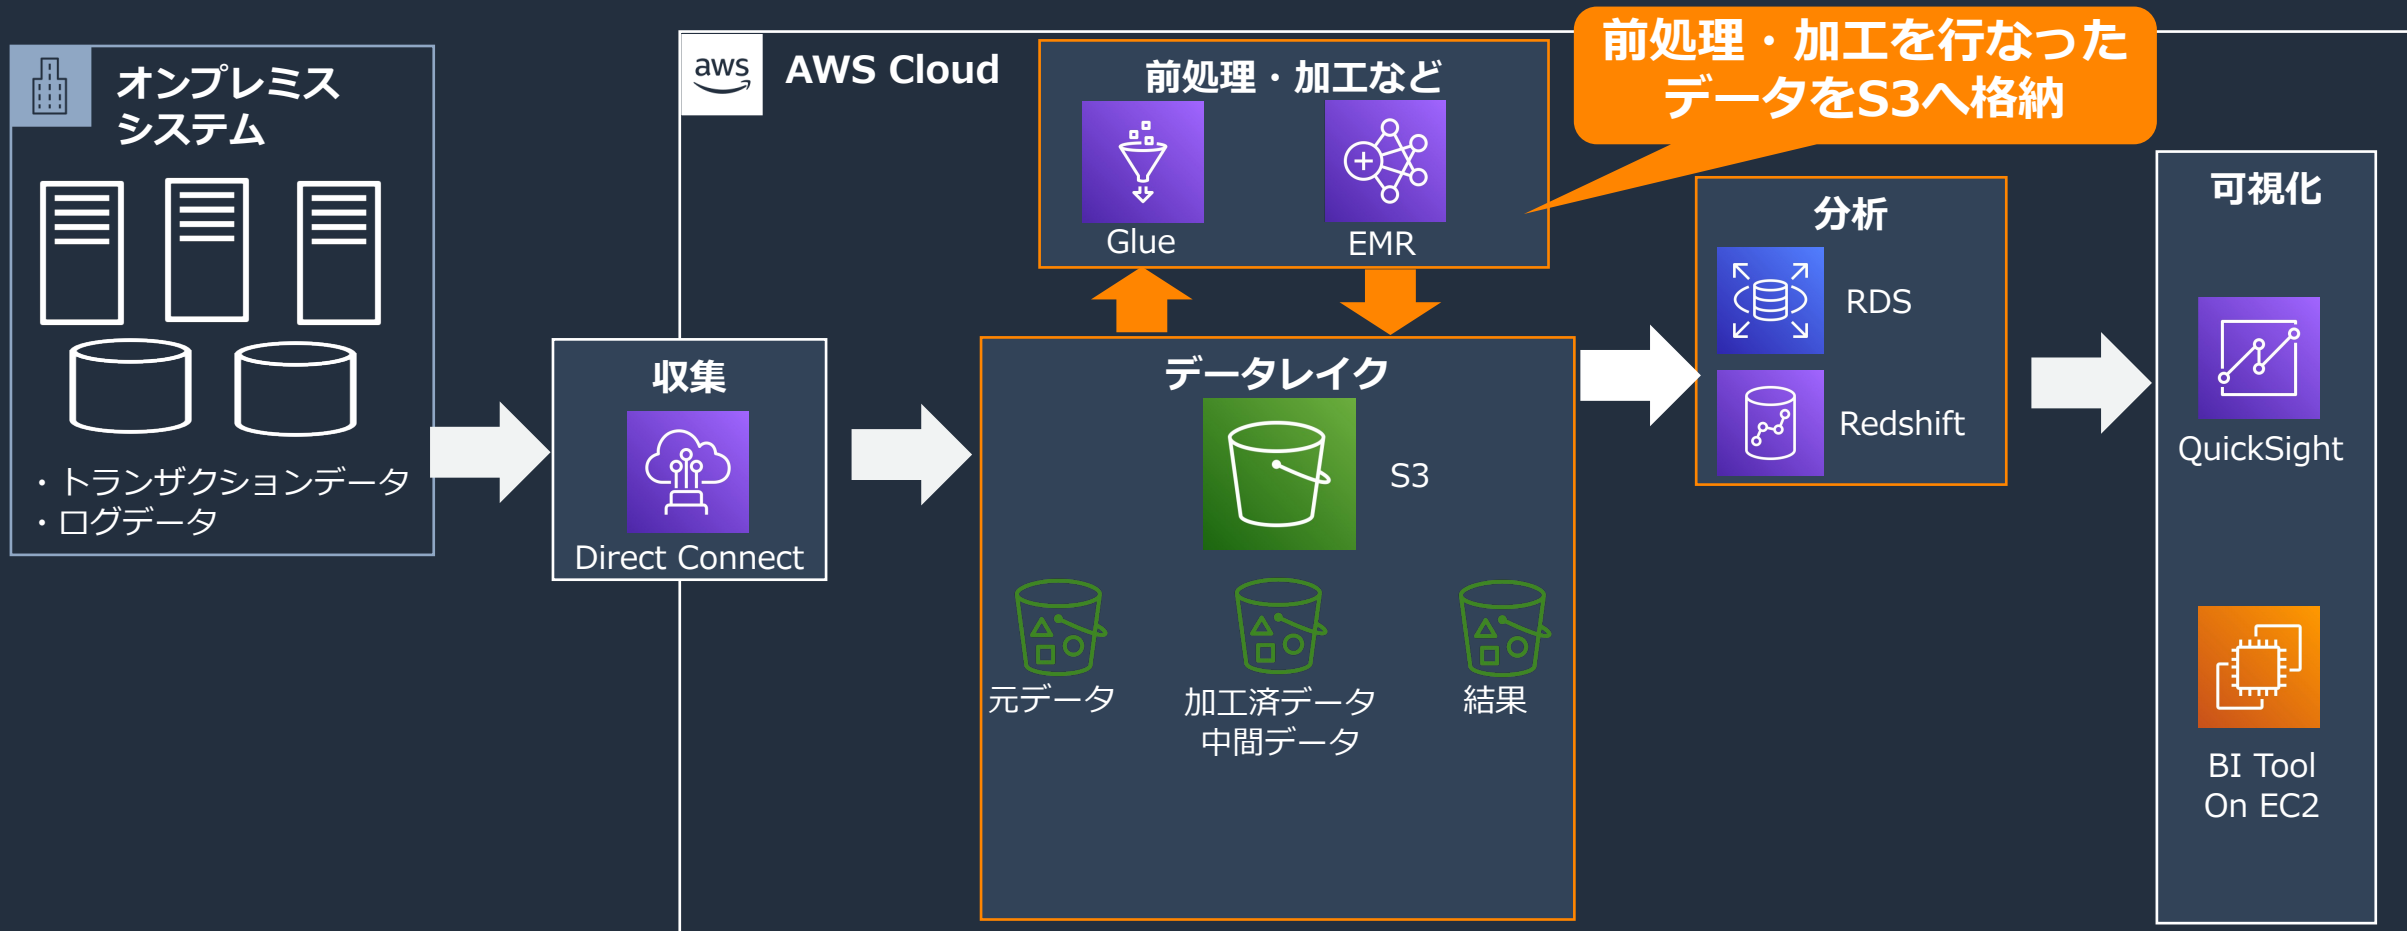 オンプレミス
システム
・トランザクションデータ
・ログデータ
収集
Direct Connect
aws
AWS Cloud
前処理・加工など
Glue
EMR
前処理・加工を行なった
データをS3へ格納
データレイク
S3
元データ
加工済データ
中間データ
結果
分析
RDS
Redshift
可視化
QuickSight
BI Tool
On EC2